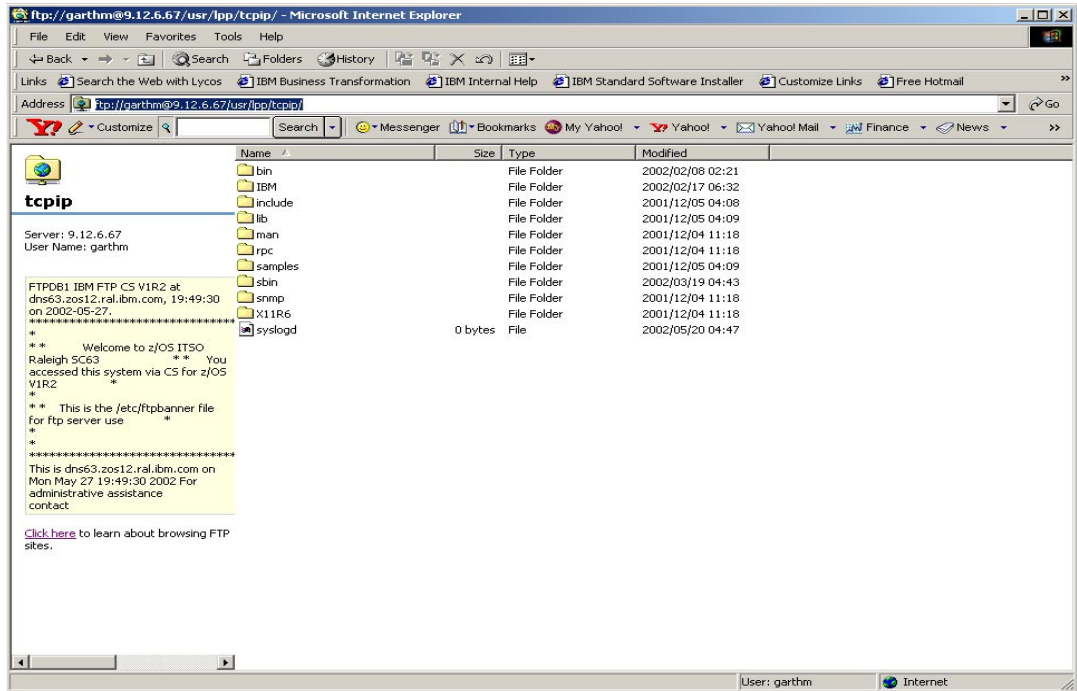 ftp://garthm@9.12.6.67/usr/lpp/tcpip/ - Microsoft Internet Explorer
File Edit View Favorites Tools Help
Back Search Folders History
Links Search the Web with Lycos IBM Business Transformation IBM Internal Help IBM Standard Software Installer Customize Links Free Hotmail »
Address ftp://garthm@9.12.6.67/usr/lpp/tcpip/ Go
Y? Customize Search Messenger Bookmarks My Yahoo! Yahoo! Yahoo! Mail Finance News »
Name Size Type Modified
bin File Folder 2002/02/08 02:21
IBM File Folder 2002/02/17 06:32
include File Folder 2001/12/05 04:08
lib File Folder 2001/12/05 04:09
man File Folder 2001/12/04 11:18
rpc File Folder 2001/12/04 11:18
samples File Folder 2001/12/05 04:09
sbin File Folder 2002/03/19 04:43
snmp File Folder 2001/12/04 11:18
X11R6 File Folder 2001/12/04 11:18
syslogd 0 bytes File 2002/05/20 04:47
tcpip
Server: 9.12.6.67
User Name: garthm
FTPDB1 IBM FTP CS V1R2 at
dns63.zos12.ral.ibm.com, 19:49:30
on 2002-05-27.
**********************************
*
* * Welcome to z/OS ITSO
Raleigh SC63 * * You
accessed this system via CS for z/OS
V1R2 *
*
* * This is the /etc/ftpbanner file
for ftp server use *
*
*
**********************************
This is dns63.zos12.ral.ibm.com on
Mon May 27 19:49:30 2002 For
administrative assistance
contact
Click here to learn about browsing FTP
sites.
User: garthm Internet